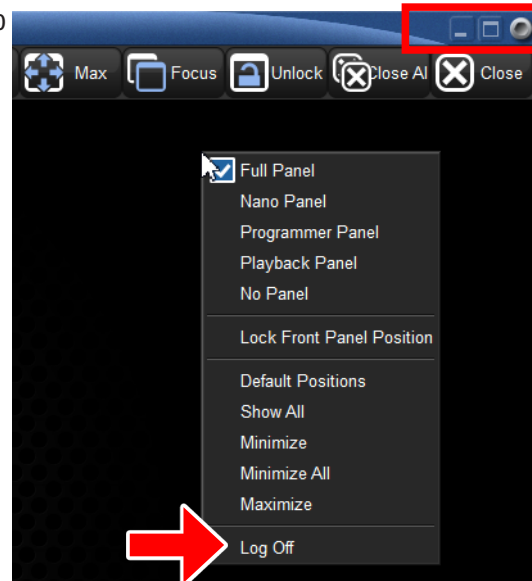 Max Focus Unlock Close Al Close
Full Panel
Nano Panel
Programmer Panel
Playback Panel
No Panel
Lock Front Panel Position
Default Positions
Show All
Minimize
Minimize All
Maximize
Log Off